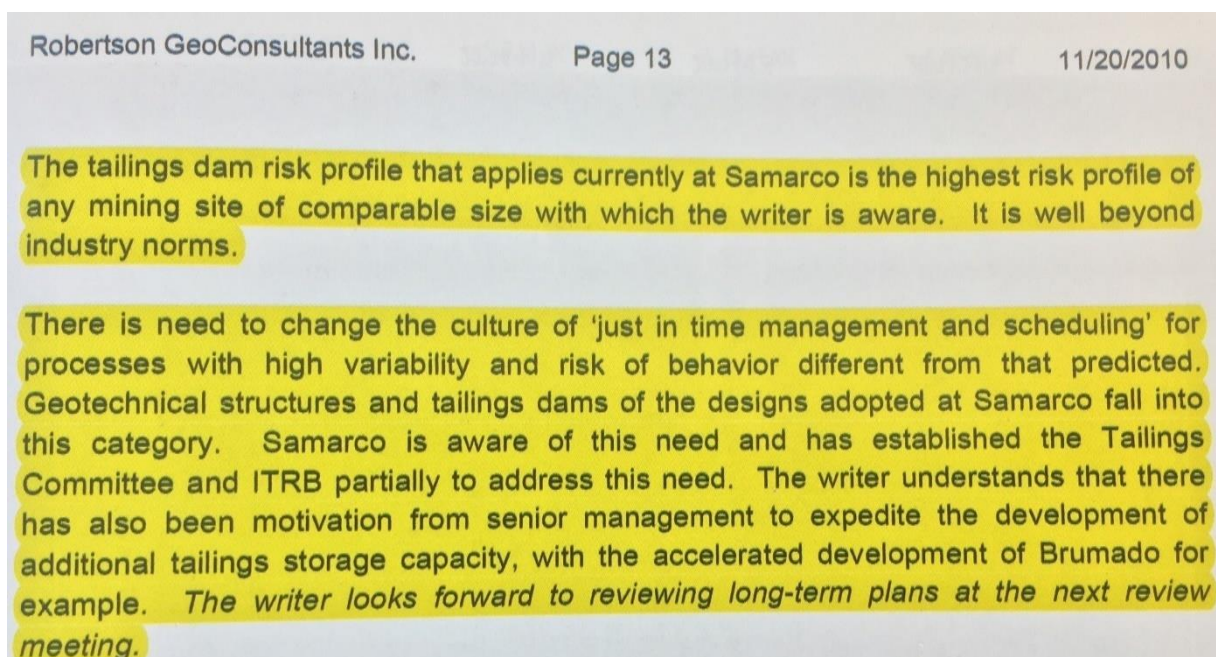 Robertson GeoConsultants Inc. Page 13 11/20/2010
The tailings dam risk profile that applies currently at Samarco is the highest risk profile of
any mining site of comparable size with which the writer is aware. It is well beyond
industry norms.
There is need to change the culture of 'just in time management and scheduling' for
processes with high variability and risk of behavior different from that predicted.
Geotechnical structures and tailings dams of the designs adopted at Samarco fall into
this category. Samarco is aware of this need and has established the Tailings
Committee and ITRB partially to address this need. The writer understands that there
has also been motivation from senior management to expedite the development of
additional tailings storage capacity, with the accelerated development of Brumado for
example. The writer looks forward to reviewing long-term plans at the next review
meeting.